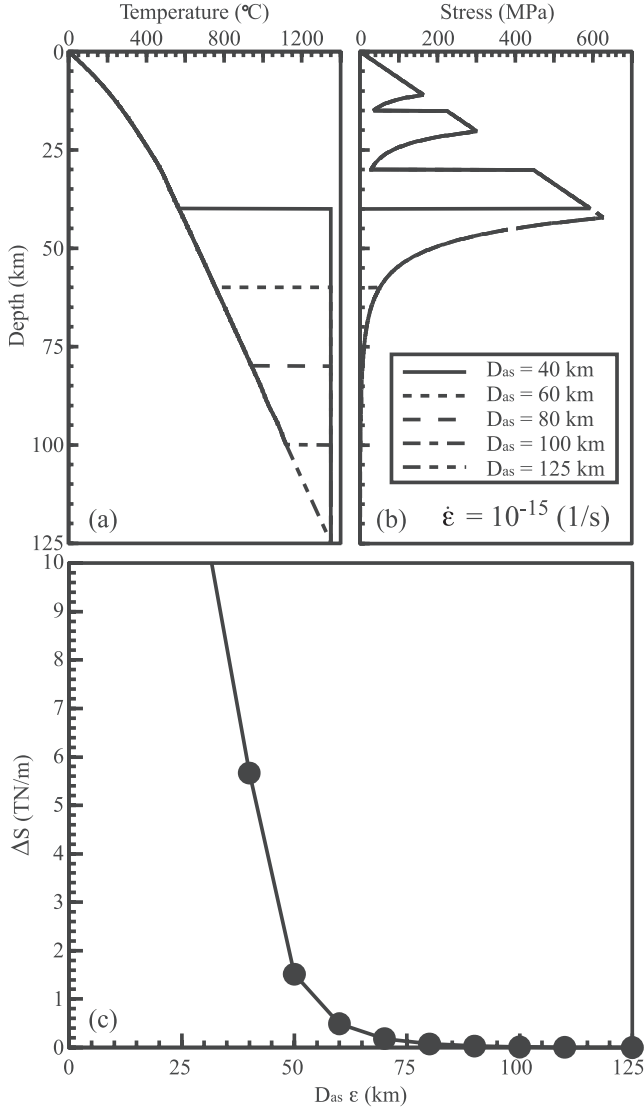 Temperature (℃)
Stress (MPa)
0 400 800 1200
0 200 400 600
0
25
50
75
100
125
Depth (km)
Das = 40 km
Das = 60 km
Das = 80 km
Das = 100 km
Das = 125 km
(a)
(b) ε̇ = 10⁻¹⁵ (1/s)
10
9
8
7
6
5
4
3
2
1
0
ΔS (TN/m)
(c)
0 25 50 75 100 125
Das ε (km)